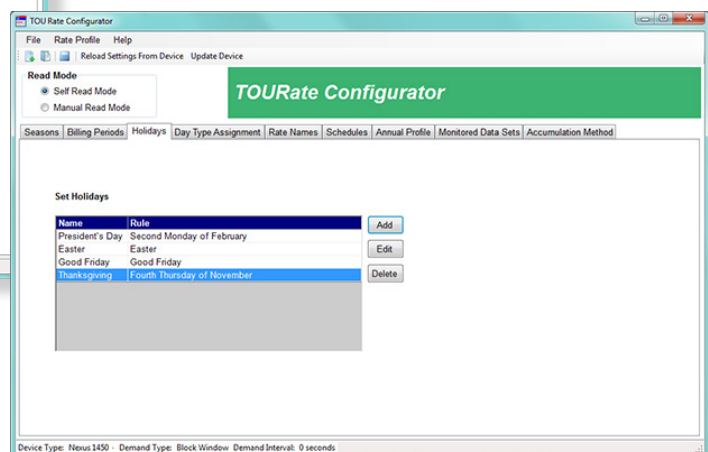 TOU Rate Configurator
File Rate Profile Help
Reload Settings From Device Update Device
Read Mode
Self Read Mode
Manual Read Mode
TOURate Configurator
Seasons Billing Periods Holidays Day Type Assignment Rate Names Schedules Annual Profile Monitored Data Sets Accumulation Method
Set Holidays
Name Rule
President's Day Second Monday of February
Easter Easter
Good Friday Good Friday
Thanksgiving Fourth Thursday of November
Add
Edit
Delete
Device Type: Nexus 1450 - Demand Type: Block Window Demand Interval: 0 seconds